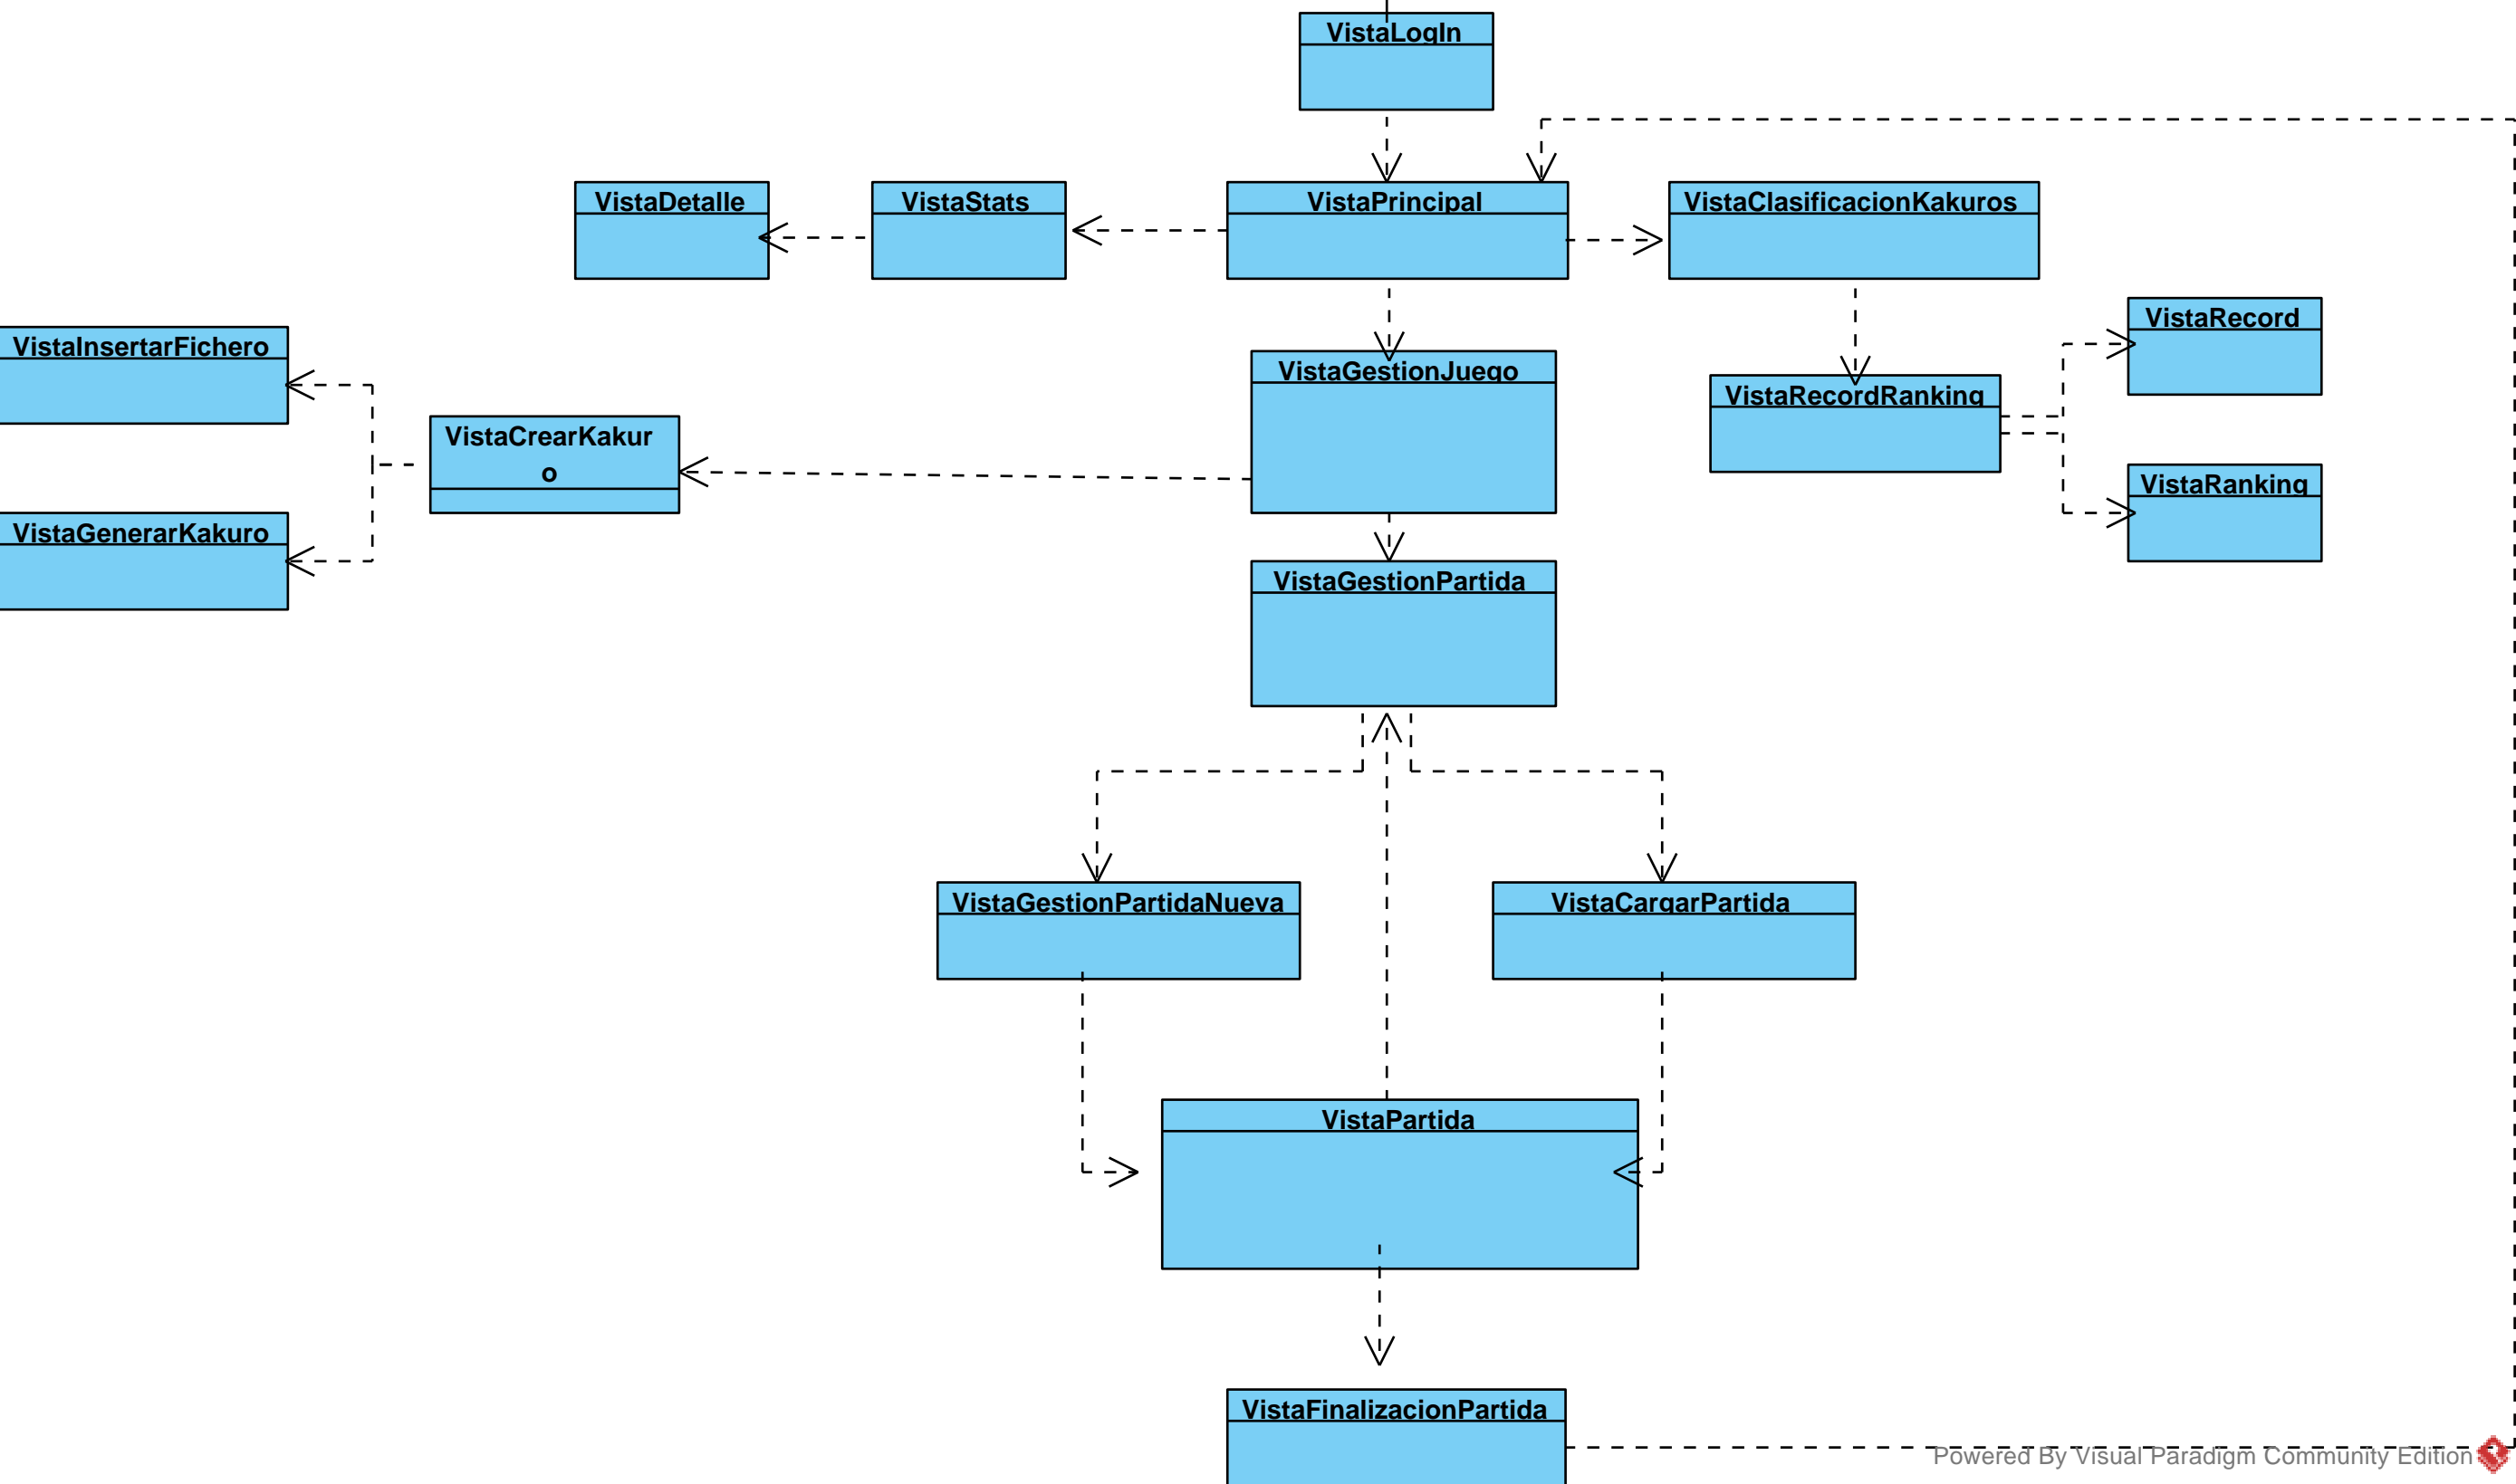 VistaLogIn
VistaDetalle
VistaStats
VistaPrincipal
VistaClasificacionKakuros
VistaRecord
VistaInsertarFichero
VistaGestionJuego
VistaRecordRanking
VistaCrearKakur
o
VistaRanking
VistaGenerarKakuro
VistaGestionPartida
VistaGestionPartidaNueva
VistaCargarPartida
VistaPartida
VistaFinalizacionPartida
Powered By Visual Paradigm Community Edition